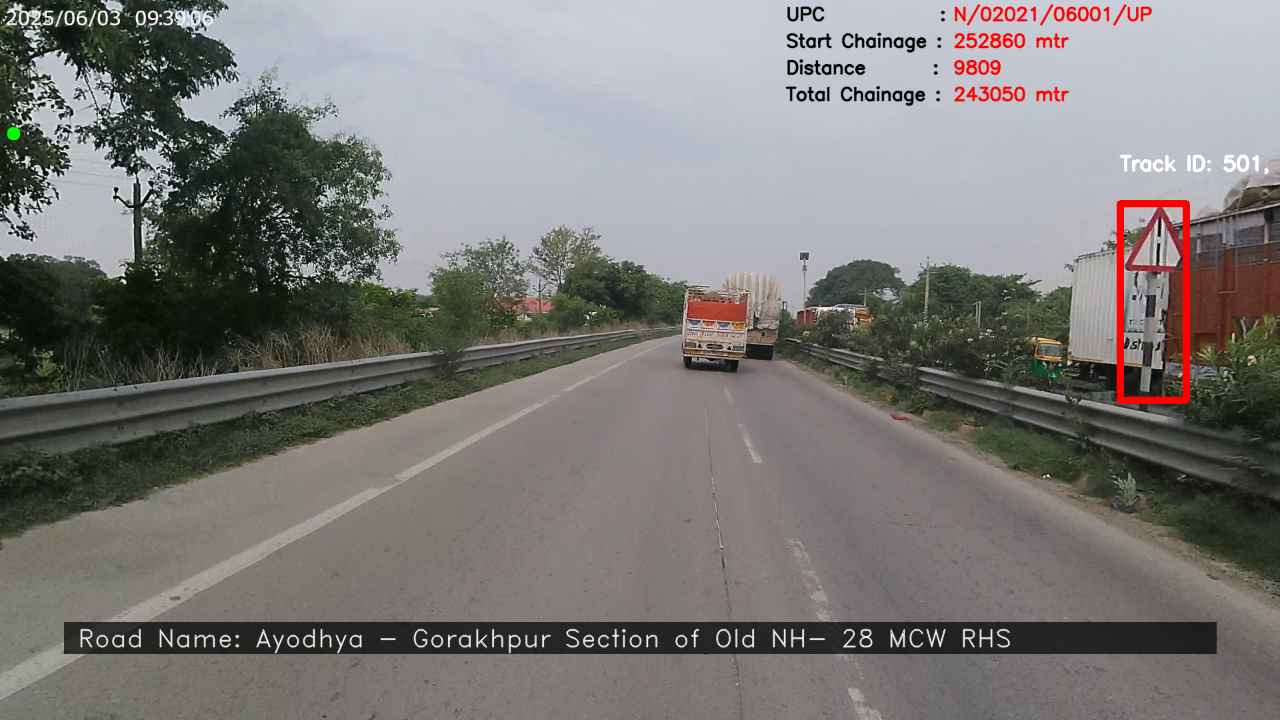 2025/06/03 09:39:06
UPC : N/02021/06001/UP
Start Chainage : 252860 mtr
Distance : 9809
Total Chainage : 243050 mtr
Track ID: 501,
Road Name: Ayodhya - Gorakhpur Section of Old NH- 28 MCW RHS